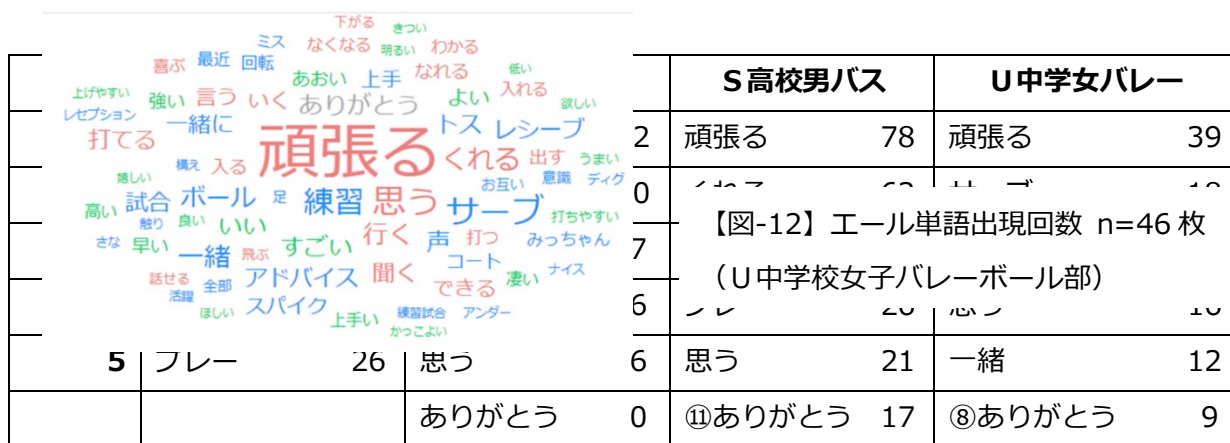 下がる きつい
ミス なくなる 明るい わかる
喜ぶ 最近 回転 あおい 上手 なれる 低い
上げやすい 強い 言う いく ありがとう よい 入れる 欲しい
レセプション 一緒に トス レシーブ
打てる 頑張る くれる 出す うまい
構え 入る お互い 意識 ディグ
嬉しい 試合 ボール 足 練習 思う サーブ 打ちやすい
高い 触り 良い いい 行く 声 打つ みっちゃん
さな 早い 一緒 飛ぶ すごい コート
話せる 全部 アドバイス 聞く できる 凄い ナイス
活躍 ほしい スパイク 上手い 練習試合 アンダー
かっこよい
S高校男バス U中学女バレー
2 頑張る 78 頑張る 39
0
7
6
【図-12】エール単語出現回数 n=46 枚
(U中学校女子バレーボール部)
5 プレー 26 思う 6 思う 21 一緒 12
ありがとう 0 ⑪ありがとう 17 ⑧ありがとう 9